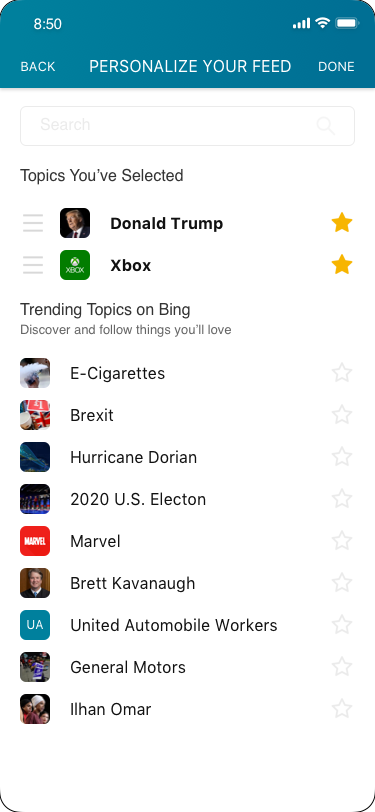 8:50
BACK PERSONALIZE YOUR FEED DONE
Search
Topics You've Selected
Donald Trump
XBOX Xbox
Trending Topics on Bing
Discover and follow things you'll love
E-Cigarettes
Brexit
Hurricane Dorian
2020 U.S. Electon
MARVEL Marvel
Brett Kavanaugh
UA United Automobile Workers
General Motors
Ilhan Omar